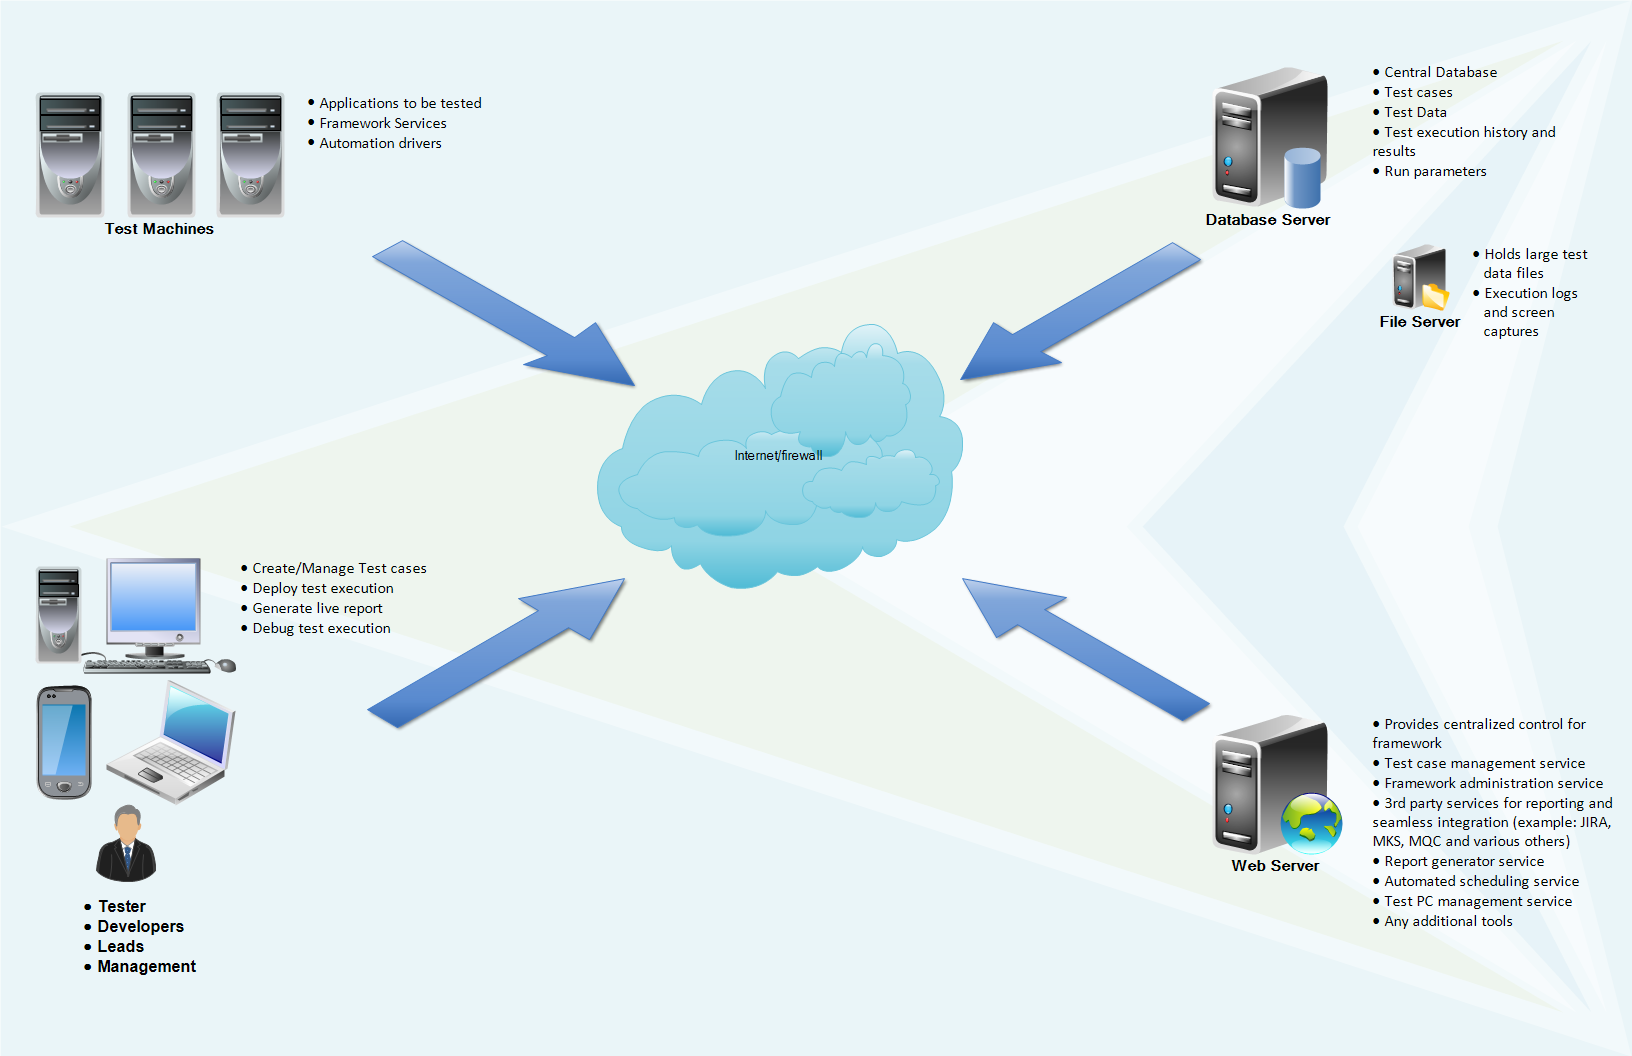 • Applications to be tested
• Framework Services
• Automation drivers
Test Machines
• Central Database
• Test cases
• Test Data
• Test execution history and
results
• Run parameters
Database Server
• Holds large test
data files
• Execution logs
and screen
captures
File Server
Internet/firewall
• Create/Manage Test cases
• Deploy test execution
• Generate live report
• Debug test execution
• Tester
• Developers
• Leads
• Management
• Provides centralized control for
framework
• Test case management service
• Framework administration service
• 3rd party services for reporting and
seamless integration (example: JIRA,
MKS, MQC and various others)
• Report generator service
• Automated scheduling service
• Test PC management service
• Any additional tools
Web Server